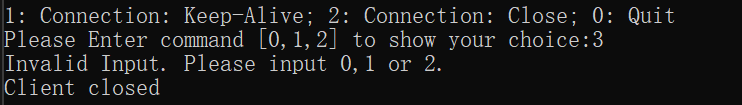 1: Connection: Keep-Alive; 2: Connection: Close; 0: Quit
Please Enter command [0,1,2] to show your choice:3
Invalid Input. Please input 0,1 or 2.
Client closed